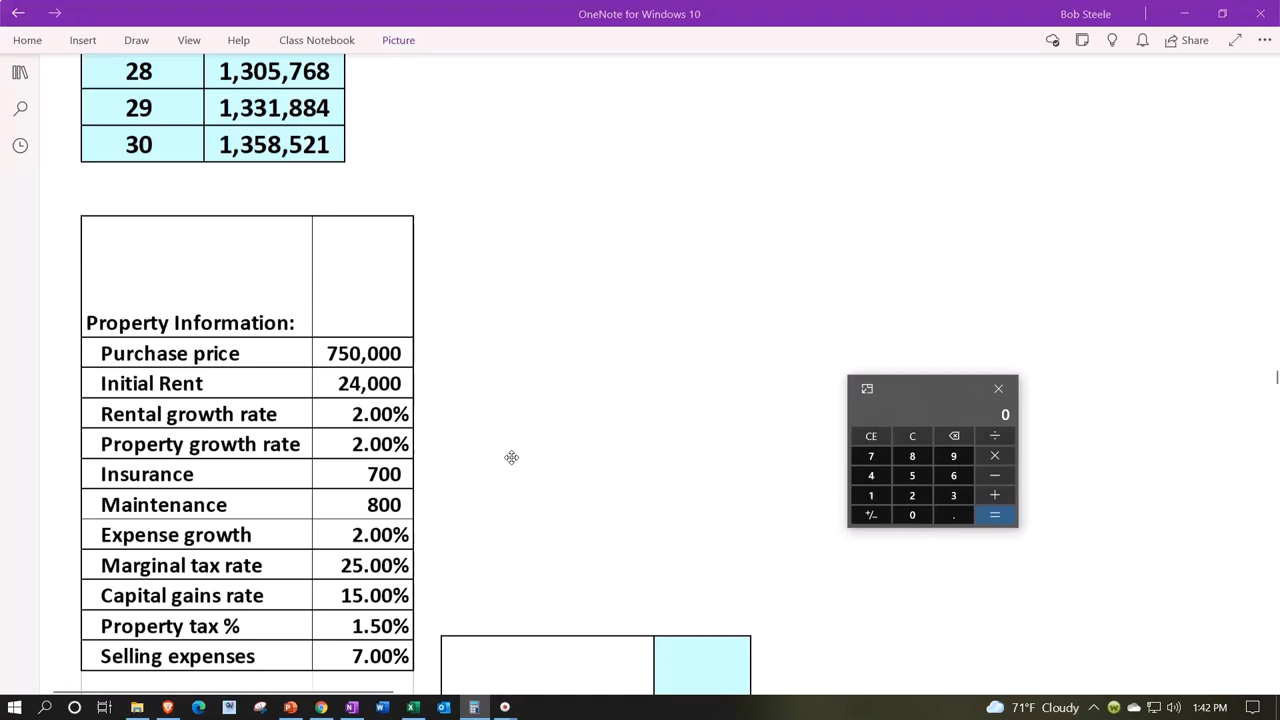 OneNote for Windows 10
Bob Steele
Home Insert Draw View Help Class Notebook Picture
Share
28 1,305,768
29 1,331,884
30 1,358,521
Property Information:
Purchase price 750,000
Initial Rent 24,000
Rental growth rate 2.00%
Property growth rate 2.00%
Insurance 700
Maintenance 800
Expense growth 2.00%
Marginal tax rate 25.00%
Capital gains rate 15.00%
Property tax % 1.50%
Selling expenses 7.00%
0
CE C ÷
7 8 9 ×
4 5 6 −
1 2 3 +
+/− 0 . =
71°F Cloudy
1:42 PM